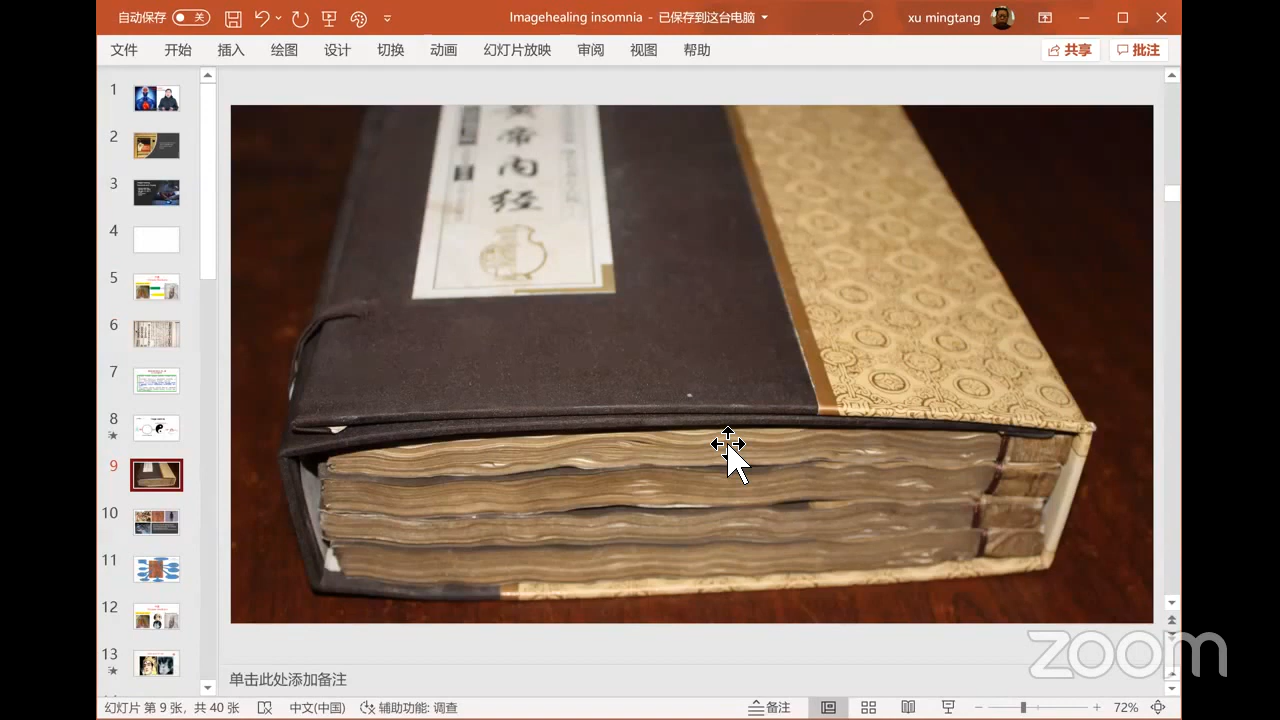 自动保存 关
Imagehealing insomnia - 已保存到这台电脑
xu mingtang
文件 开始 插入 绘图 设计 切换 动画 幻灯片放映 审阅 视图 帮助
共享 批注
1
2
3
4
5
6
7
8
9
10
11
12
13
帝内经
单击此处添加备注
幻灯片 第 9 张，共 40 张 中文(中国) 辅助功能: 调查
备注
72%
zoom